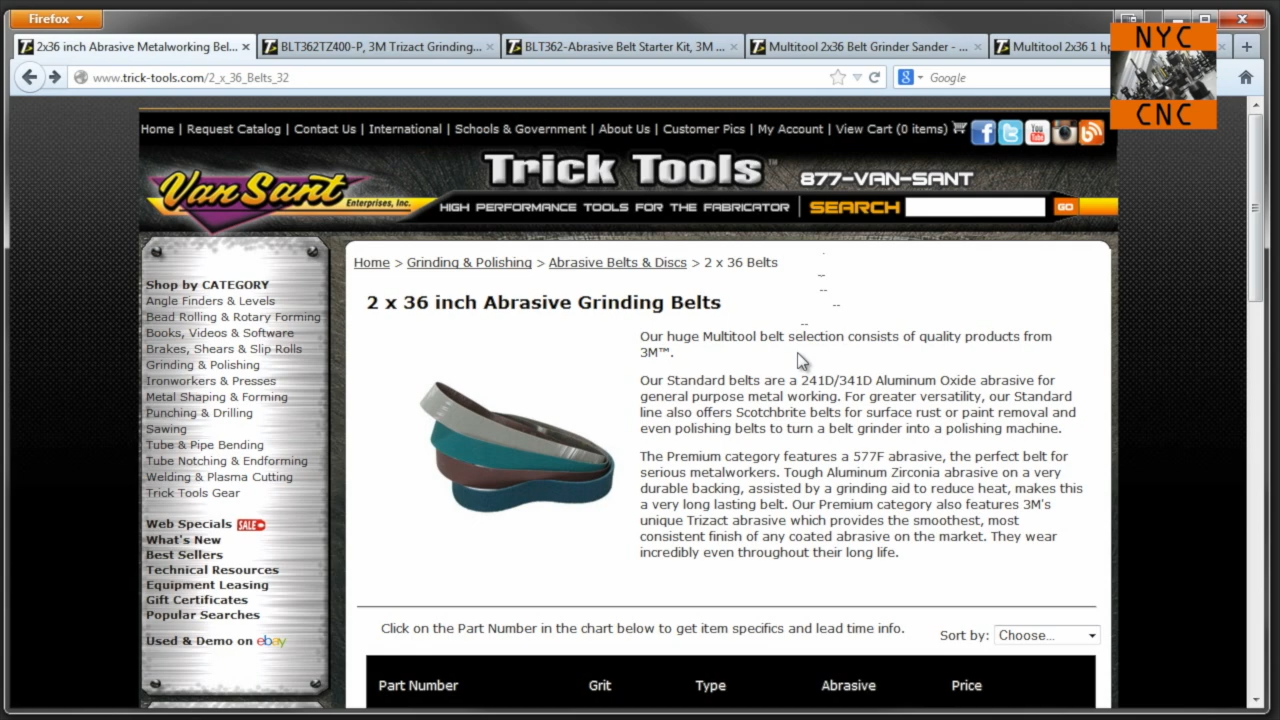 Firefox
2x36 inch Abrasive Metalworking Bel...
BLT362TZ400-P, 3M Trizact Grinding...
BLT362-Abrasive Belt Starter Kit, 3M ...
Multitool 2x36 Belt Grinder Sander - ...
Multitool 2x36 1 hp
NYC
CNC
www.trick-tools.com/2_x_36_Belts_32
Google
Home | Request Catalog | Contact Us | International | Schools & Government | About Us | Customer Pics | My Account | View Cart (0 items)
Van Sant
Enterprises, Inc.
Trick Tools
877-VAN-SANT
HIGH PERFORMANCE TOOLS FOR THE FABRICATOR
SEARCH
GO
Shop by CATEGORY
Angle Finders & Levels
Bead Rolling & Rotary Forming
Books, Videos & Software
Brakes, Shears & Slip Rolls
Grinding & Polishing
Ironworkers & Presses
Metal Shaping & Forming
Punching & Drilling
Sawing
Tube & Pipe Bending
Tube Notching & Endforming
Welding & Plasma Cutting
Trick Tools Gear
Web Specials SALE
What's New
Best Sellers
Technical Resources
Equipment Leasing
Gift Certificates
Popular Searches
Used & Demo on ebay
Home > Grinding & Polishing > Abrasive Belts & Discs > 2 x 36 Belts
2 x 36 inch Abrasive Grinding Belts
Our huge Multitool belt selection consists of quality products from
3M™.
Our Standard belts are a 241D/341D Aluminum Oxide abrasive for
general purpose metal working. For greater versatility, our Standard
line also offers Scotchbrite belts for surface rust or paint removal and
even polishing belts to turn a belt grinder into a polishing machine.
The Premium category features a 577F abrasive, the perfect belt for
serious metalworkers. Tough Aluminum Zirconia abrasive on a very
durable backing, assisted by a grinding aid to reduce heat, makes this
a very long lasting belt. Our Premium category also features 3M's
unique Trizact abrasive which provides the smoothest, most
consistent finish of any coated abrasive on the market. They wear
incredibly even throughout their long life.
Click on the Part Number in the chart below to get item specifics and lead time info.
Sort by: Choose...
Part Number Grit Type Abrasive Price